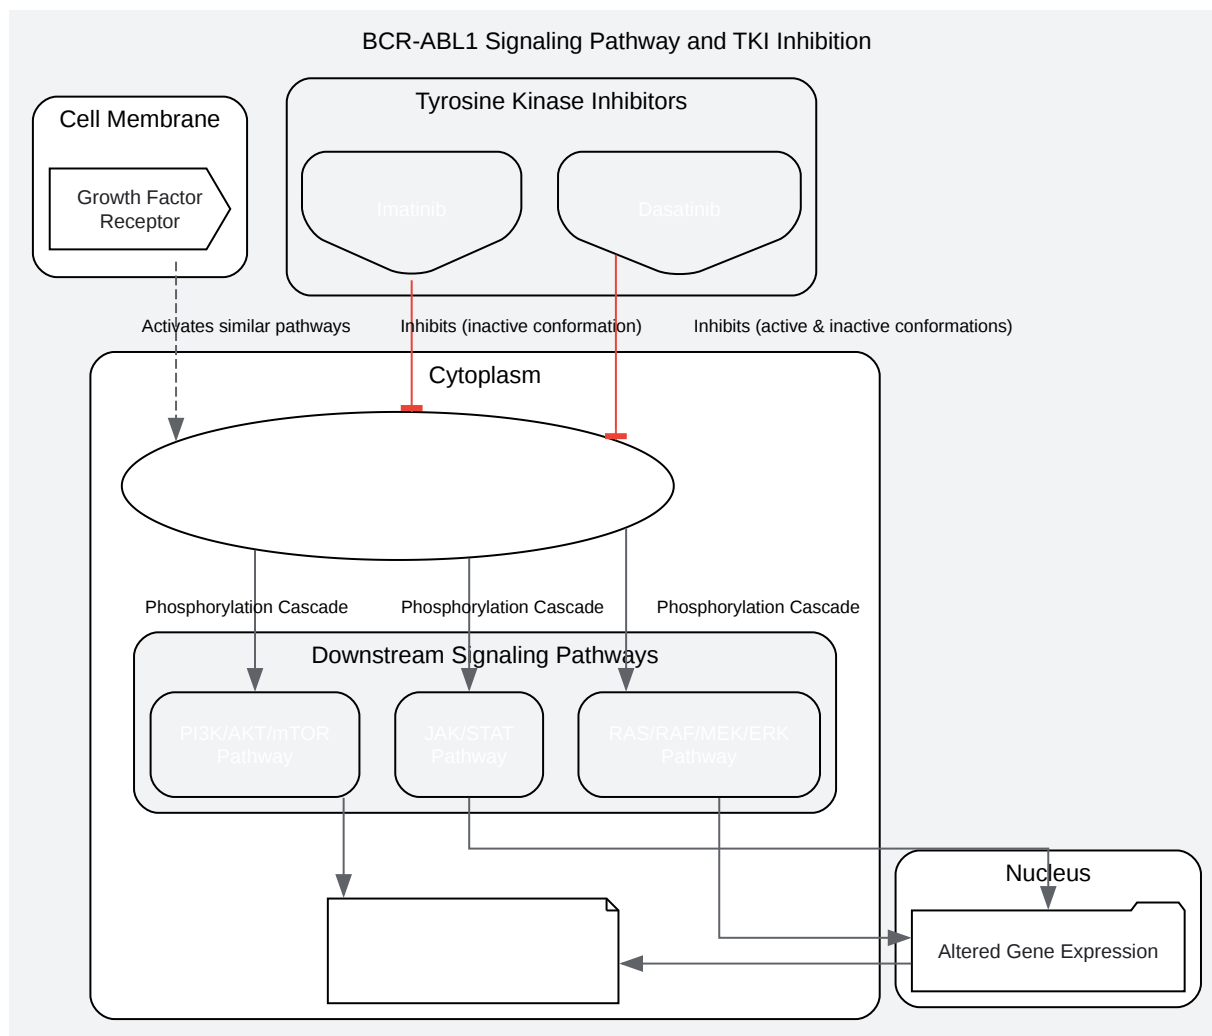 BCR-ABL1 Signaling Pathway and TKI Inhibition
Tyrosine Kinase Inhibitors
Cell Membrane
Growth Factor
Receptor
Imatinib
Dasatinib
Activates similar pathways
Inhibits (inactive conformation)
Inhibits (active & inactive conformations)
Cytoplasm
Phosphorylation Cascade
Phosphorylation Cascade
Phosphorylation Cascade
Downstream Signaling Pathways
PI3K/AKT/mTOR
Pathway
JAK/STAT
Pathway
RAS/RAF/MEK/ERK
Pathway
Nucleus
Altered Gene Expression